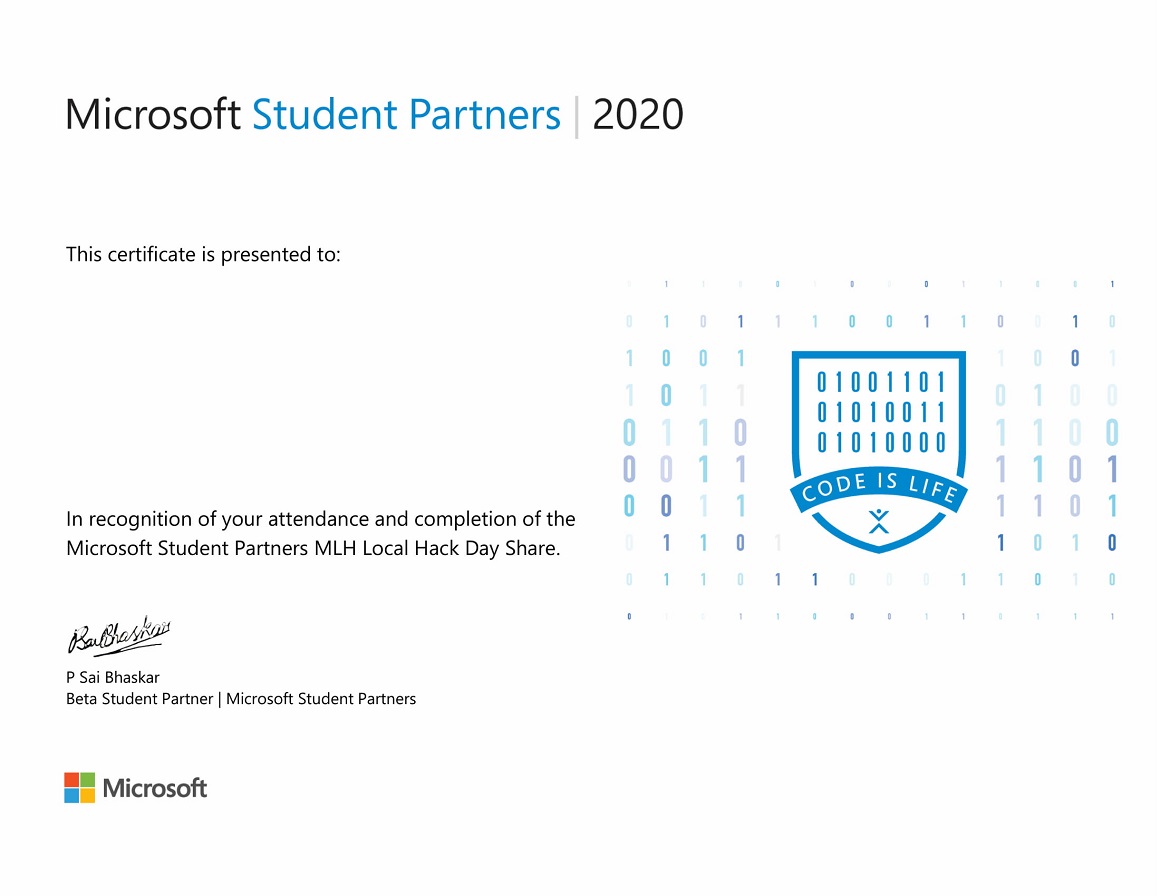 Microsoft Student Partners | 2020
This certificate is presented to:
01001101
01010011
01010000
CODE IS LIFE
In recognition of your attendance and completion of the
Microsoft Student Partners MLH Local Hack Day Share.
P Sai Bhaskar
Beta Student Partner | Microsoft Student Partners
Microsoft